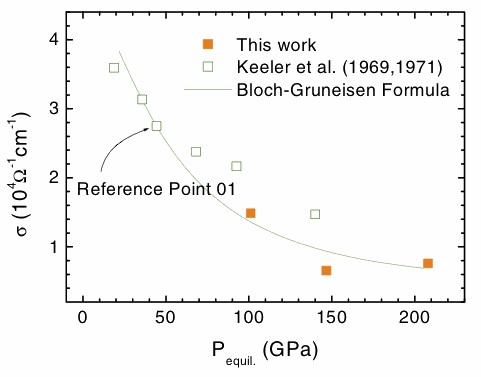 This work
Keeler et al. (1969,1971)
Bloch-Gruneisen Formula
Reference Point 01
σ (10⁴Ω⁻¹cm⁻¹)
4
3
2
1
0 50 100 150 200
P equil. (GPa)